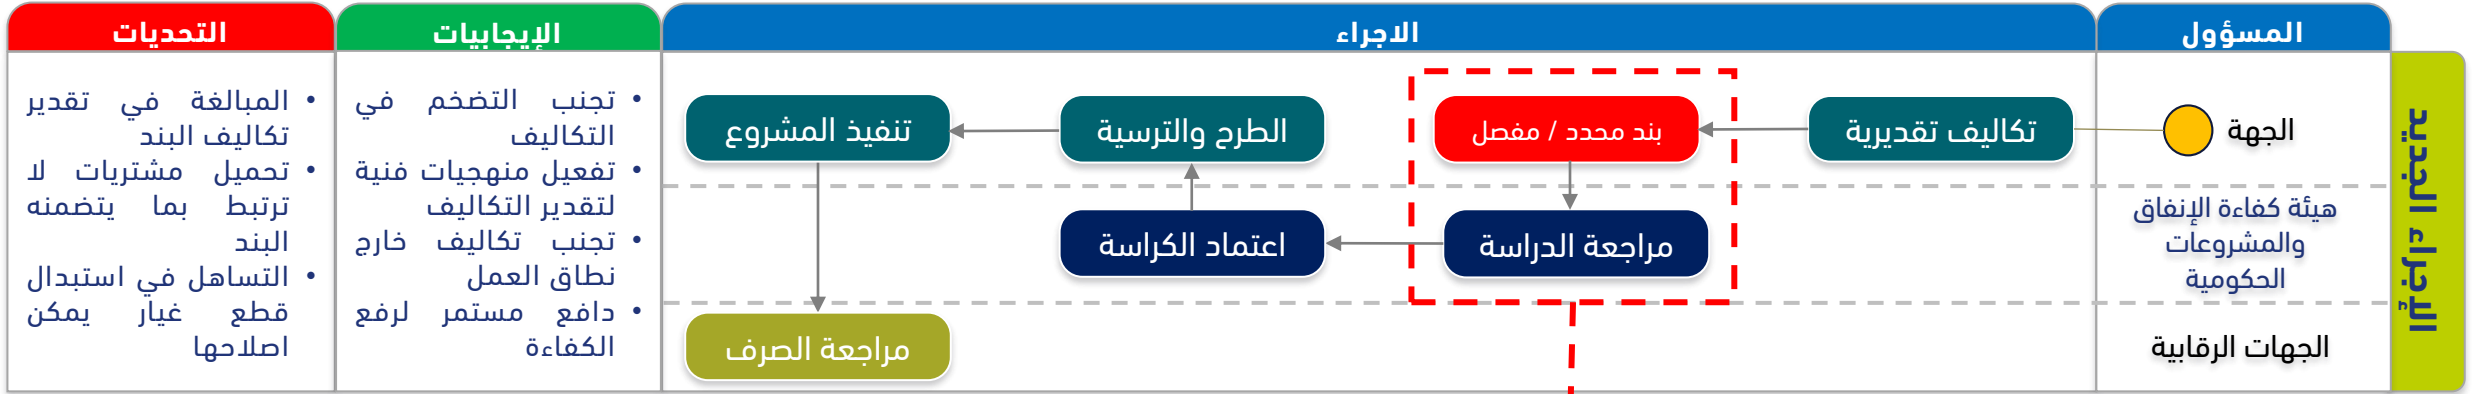 المسؤول
الاجراء
الإيجابيات
التحديات
الإجراء الجديد
الجهة
تكاليف تقديرية
بند محدد / مفصل
الطرح والترسية
تنفيذ المشروع
هيئة كفاءة الإنفاق
والمشروعات
الحكومية
مراجعة الدراسة
اعتماد الكراسة
الجهات الرقابية
مراجعة الصرف
• تجنب التضخم في
التكاليف
• تفعيل منهجيات فنية
لتقدير التكاليف
• تجنب تكاليف خارج
نطاق العمل
• دافع مستمر لرفع
الكفاءة
• المبالغة في تقدير
تكاليف البند
• تحميل مشتريات لا
ترتبط بما يتضمنه
البند
• التساهل في استبدال
قطع غيار يمكن
اصلاحها